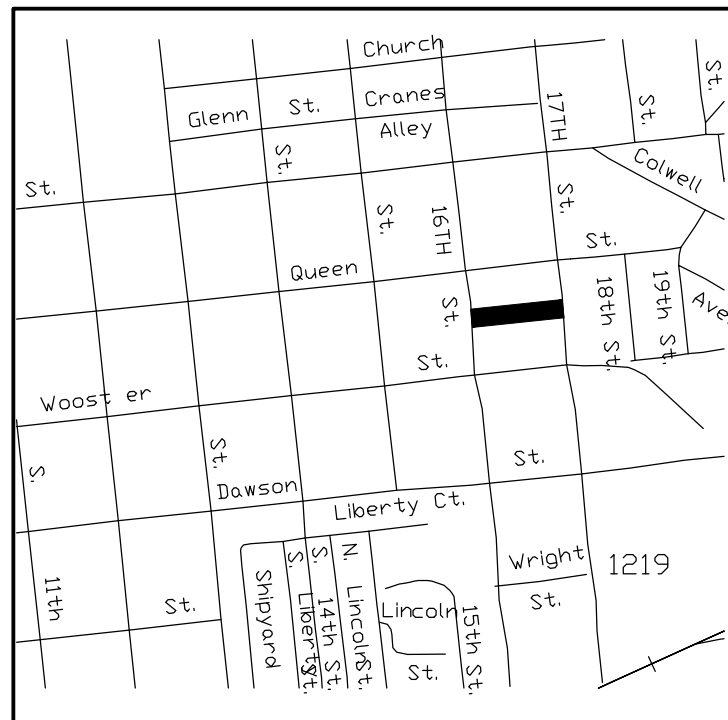 Church
St.
Glenn St. Cranes
Alley
17TH
St.
St.
Colwell
St.
St.
St.
16TH
St.
Queen
St.
St.
18th St.
19th St.
Ave
St.
Woost er
S.
St.
Dawson
St.
Liberty Ct.
11th
St.
Shipyard
S. Liberty St.
S. 14th St.
N. Lincoln St.
Lincoln
St.
15th St.
Wright
St.
1219